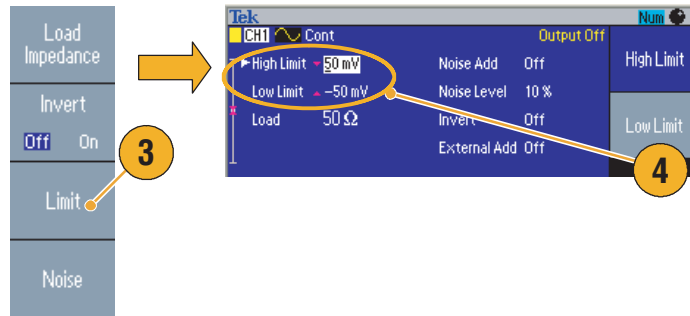 Load
Impedance
Invert
Off On
Limit
Noise
3
Tek
Num
CH1 Cont Output Off
High Limit 50 mV Noise Add Off
Low Limit −50 mV Noise Level 10 %
Load 50 Ω Invert Off
External Add Off
High Limit
Low Limit
4